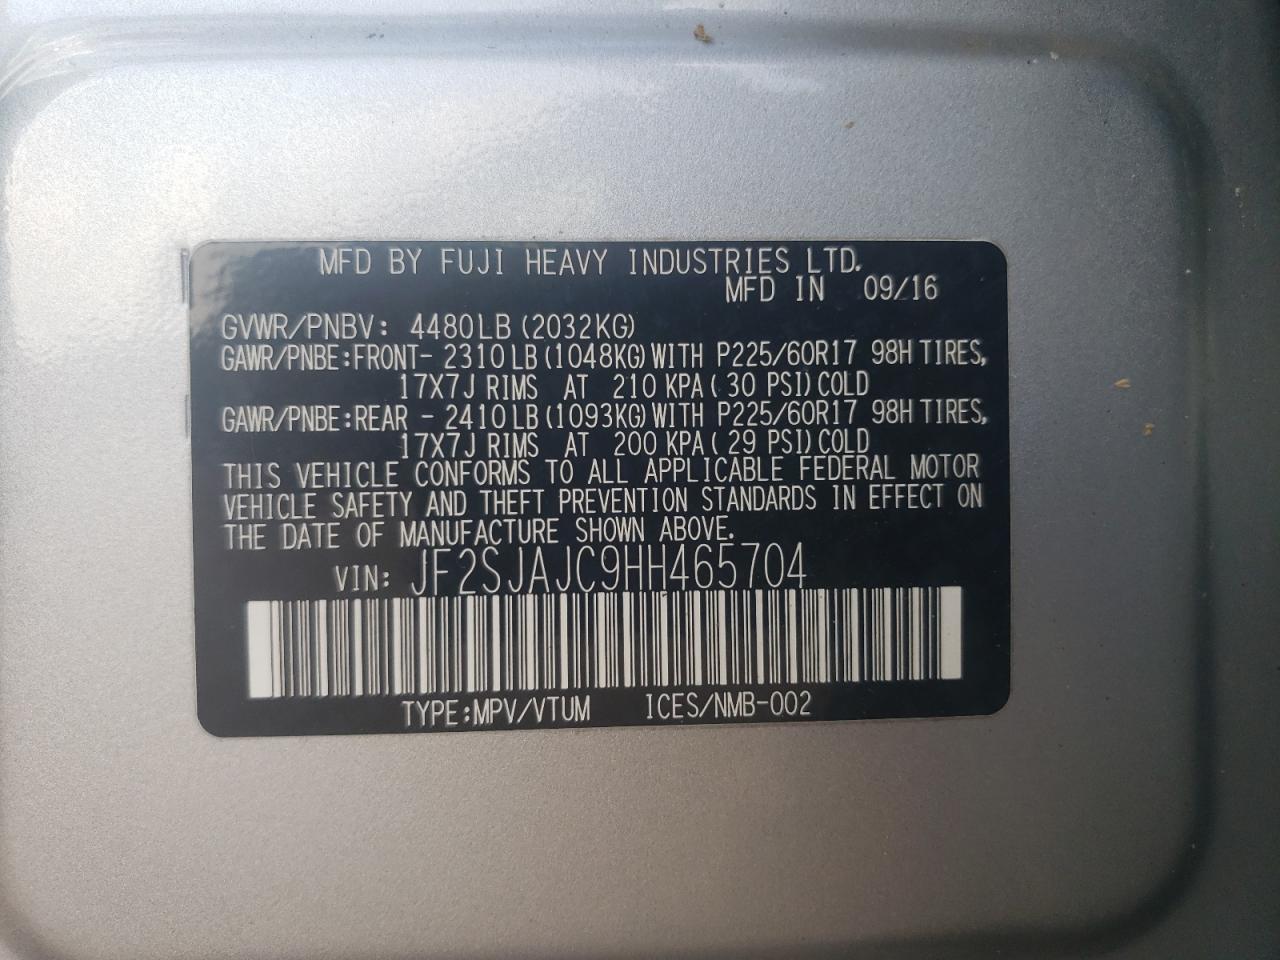 MFD BY FUJI HEAVY INDUSTRIES LTD.
MFD IN 09/16
GVWR/PNBV: 4480LB (2032KG)
GAWR/PNBE:FRONT- 2310LB (1048KG) WITH P225/60R17 98H TIRES,
17X7J RIMS AT 210 KPA( 30 PSI) COLD
GAWR/PNBE:REAR - 2410LB (1093KG) WITH P225/60R17 98H TIRES,
17X7J RIMS AT 200 KPA( 29 PSI) COLD
THIS VEHICLE CONFORMS TO ALL APPLICABLE FEDERAL MOTOR
VEHICLE SAFETY AND THEFT PREVENTION STANDARDS IN EFFECT ON
THE DATE OF MANUFACTURE SHOWN ABOVE.
VIN: JF2SJAJC9HH465704
TYPE:MPV/VTUM ICES/NMB-002